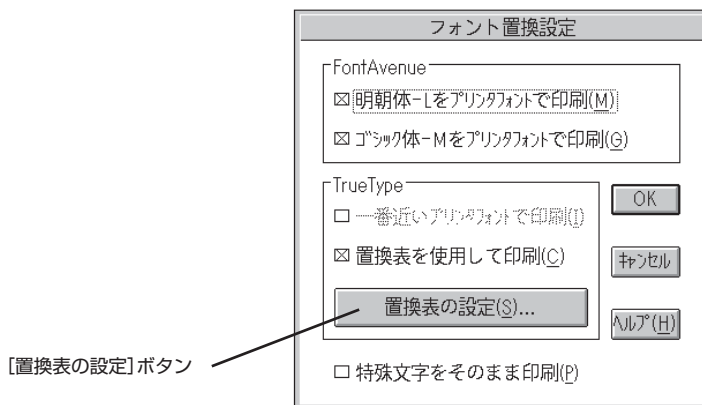 フォント置換設定
FontAvenue
明朝体-Lをプリンタフォントで印刷(M)
ゴシック体-Mをプリンタフォントで印刷(G)
TrueType
一番近いプリンタフォントで印刷(I)
OK
置換表を使用して印刷(C)
キャンセル
置換表の設定(S)...
ヘルプ(H)
[置換表の設定]ボタン
特殊文字をそのまま印刷(P)